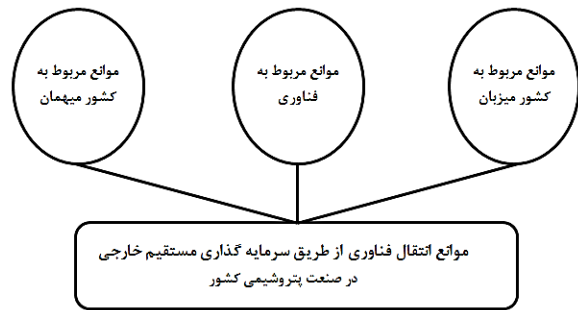 موانع مربوط به
کشور میزبان
موانع مربوط به
فناوری
موانع مربوط به
کشور میهمان
موانع انتقال فناوری از طریق سرمایه گذاری مستقیم خارجی
در صنعت پتروشیمی کشور